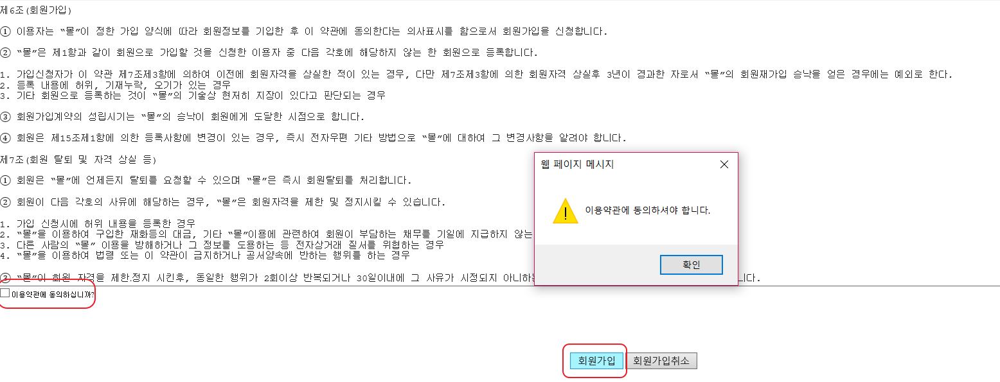 제6조(회원가입)
① 이용자는 “몰”이 정한 가입 양식에 따라 회원정보를 기입한 후 이 약관에 동의한다는 의사표시를 함으로서 회원가입을 신청합니다.
② “몰”은 제1항과 같이 회원으로 가입할 것을 신청한 이용자 중 다음 각호에 해당하지 않는 한 회원으로 등록합니다.
1. 가입신청자가 이 약관 제7조제3항에 의하여 이전에 회원자격을 상실한 적이 있는 경우, 다만 제7조제3항에 의한 회원자격 상실후 3년이 경과한 자로서 “몰”의 회원재가입 승낙을 얻은 경우에는 예외로 한다.
2. 등록 내용에 허위, 기재누락, 오기가 있는 경우
3. 기타 회원으로 등록하는 것이 “몰”의 기술상 현저히 지장이 있다고 판단되는 경우
③ 회원가입계약의 성립시기는 “몰”의 승낙이 회원에게 도달한 시점으로 합니다.
④ 회원은 제15조제1항에 의한 등록사항에 변경이 있는 경우, 즉시 전자우편 기타 방법으로 “몰”에 대하여 그 변경사항을 알려야 합니다.
제7조(회원 탈퇴 및 자격 상실 등)
① 회원은 “몰”에 언제든지 탈퇴를 요청할 수 있으며 “몰”은 즉시 회원탈퇴를 처리합니다.
② 회원이 다음 각호의 사유에 해당하는 경우, “몰”은 회원자격을 제한 및 정지시킬 수 있습니다.
1. 가입 신청시에 허위 내용을 등록한 경우
2. “몰”을 이용하여 구입한 재화등의 대금, 기타 “몰”이용에 관련하여 회원이 부담하는 채무를 기일에 지급하지 않는
3. 다른 사람의 “몰” 이용을 방해하거나 그 정보를 도용하는 등 전자상거래 질서를 위협하는 경우
4. “몰”을 이용하여 법령 또는 이 약관이 금지하거나 공서양속에 반하는 행위를 하는 경우
③ “몰”이 회원 자격을 제한.정지 시킨후, 동일한 행위가 2회이상 반복되거나 30일이내에 그 사유가 시정되지 아니하 니다.
웹 페이지 메시지
이용약관에 동의하셔야 합니다.
확인
이용약관에 동의하십니까?
회원가입 회원가입취소